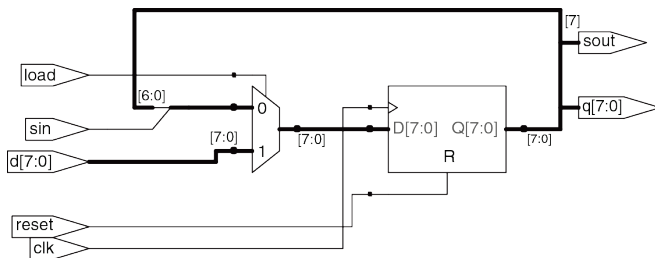 [7]
sout
load
[6:0]
0
q[7:0]
sin
[7:0]
D[7:0] Q[7:0]
[7:0]
[7:0]
d[7:0]
1
R
reset
clk